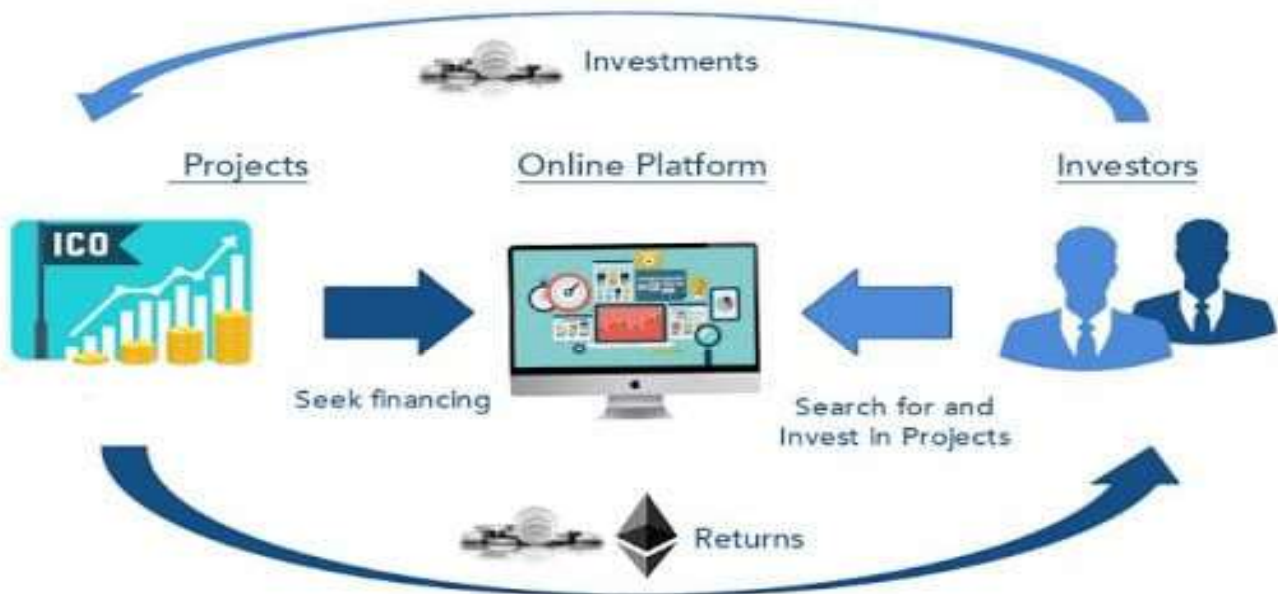 Investments
Projects
Online Platform
Investors
ICO
Seek financing
Search for and
Invest in Projects
Returns